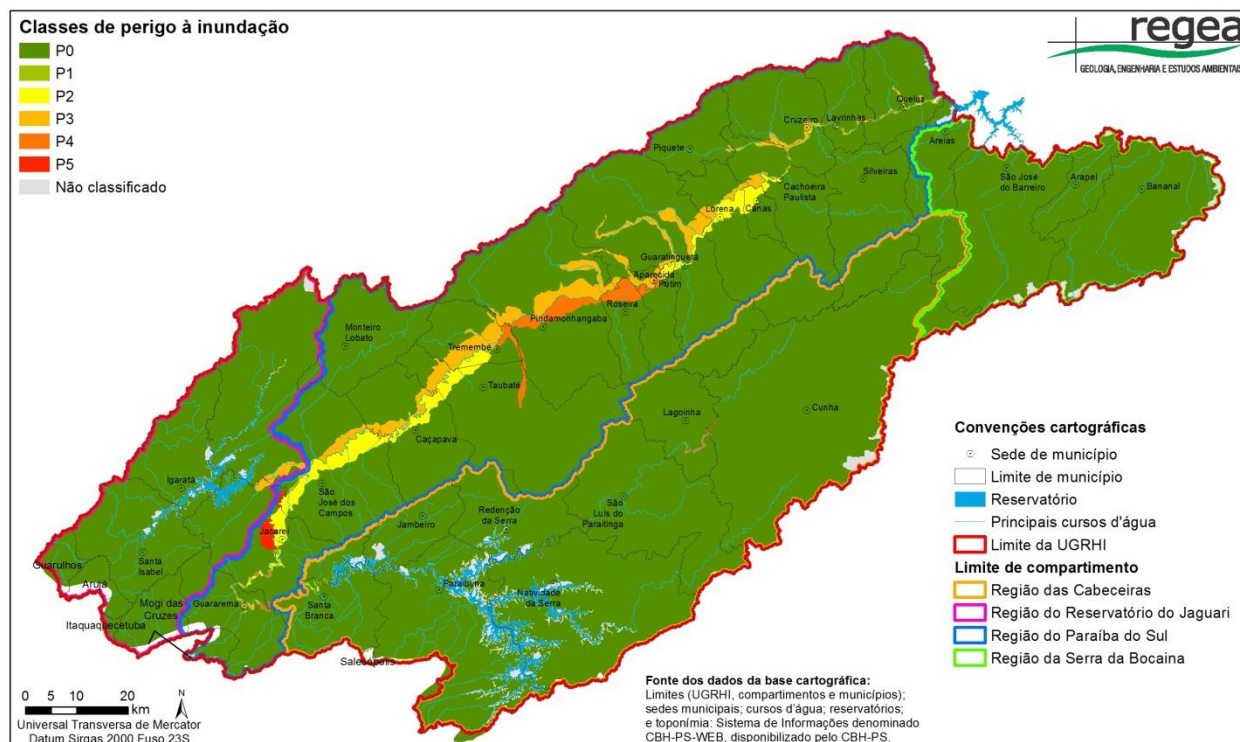 Classes de perigo à inundação
P0
P1
P2
P3
P4
P5
Não classificado
regea
GEOLOGIA, ENGENHARIA E ESTUDOS AMBIENTAIS
Queluz
Lavrinhas
Cruzeiro
Areias
Piquete
Silveiras
São José
do Barreiro
Arapeí
Bananal
Cachoeira
Paulista
Canas
Lorena
Guaratinguetá
Aparecida
Potim
Roseira
Pindamonhangaba
Monteiro
Lobato
Tremembé
Taubaté
Lagoinha
Cunha
Caçapava
Igaratá
São
José dos
Campos
Jambeiro
Redenção
da Serra
São
Luís do
Paraitinga
Jacareí
Santa
Isabel
Guarulhos
Arujá
Mogi das
Cruzes
Itaquaquecetuba
Guararema
Santa
Branca
Paraibuna
Natividade
da Serra
Salesópolis
Convenções cartográficas
Sede de município
Limite de município
Reservatório
Principais cursos d'água
Limite da UGRHI
Limite de compartimento
Região das Cabeceiras
Região do Reservatório do Jaguari
Região do Paraíba do Sul
Região da Serra da Bocaina
0 5 10 20
km
N
Universal Transversa de Mercator
Datum Sirgas 2000 Fuso 23S
Fonte dos dados da base cartográfica:
Limites (UGRHI, compartimentos e municípios);
sedes municipais; cursos d'água; reservatórios;
e toponímia: Sistema de Informações denominado
CBH-PS-WEB, disponibilizado pelo CBH-PS.